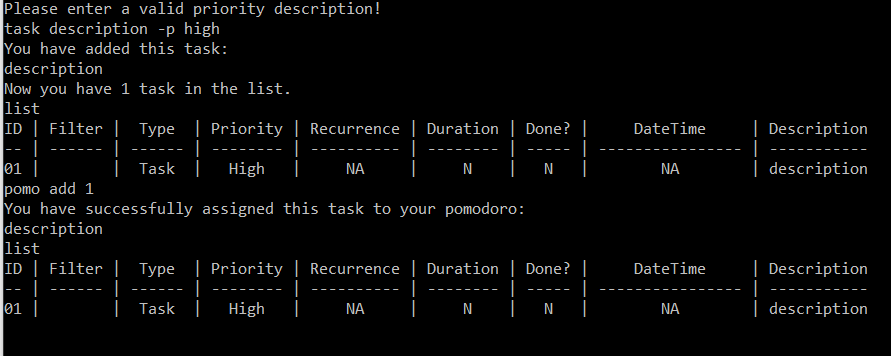 Please enter a valid priority description!
task description -p high
You have added this task:
description
Now you have 1 task in the list.
list
ID | Filter |  Type  | Priority | Recurrence | Duration | Done? |     DateTime     | Description
-- | ------ | ------ | -------- | ---------- | -------- | ----- | ---------------- | -----------
01 |        |  Task  |   High   |     NA     |    N     |   N   |        NA        | description
pomo add 1
You have successfully assigned this task to your pomodoro:
description
list
ID | Filter |  Type  | Priority | Recurrence | Duration | Done? |     DateTime     | Description
-- | ------ | ------ | -------- | ---------- | -------- | ----- | ---------------- | -----------
01 |        |  Task  |   High   |     NA     |    N     |   N   |        NA        | description